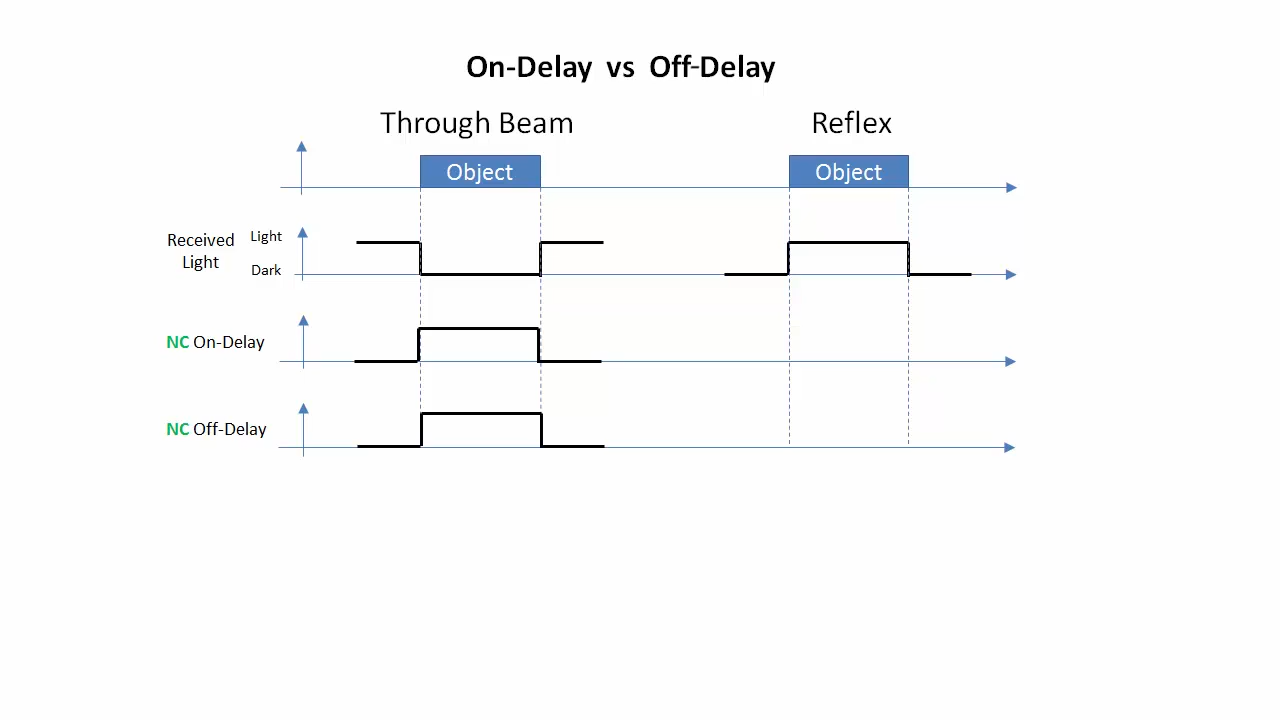 On-Delay vs Off-Delay
Through Beam
Reflex
Object
Object
Received
Light
Light
Dark
NC On-Delay
NC Off-Delay